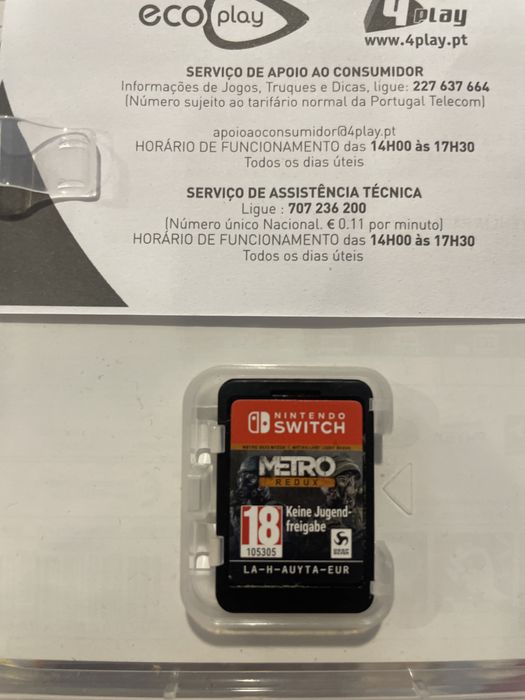 eco play
4play
www.4play.pt
SERVIÇO DE APOIO AO CONSUMIDOR
Informações de Jogos, Truques e Dicas, ligue: 227 637 664
(Número sujeito ao tarifário normal da Portugal Telecom)
apoioaoconsumidor@4play.pt
HORÁRIO DE FUNCIONAMENTO das 14H00 às 17H30
Todos os dias úteis
SERVIÇO DE ASSISTÊNCIA TÉCNICA
Ligue : 707 236 200
(Número único Nacional. € 0.11 por minuto)
HORÁRIO DE FUNCIONAMENTO das 14H00 às 17H30
Todos os dias úteis
NINTENDO
SWITCH
METRO
REDUX
18
105305
Keine Jugend-
freigabe
LA-H-AUYTA-EUR